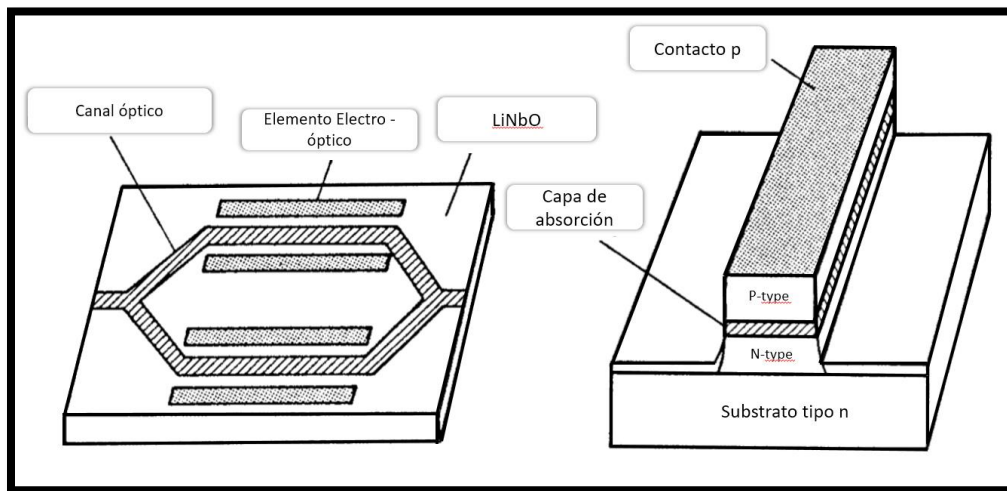 Canal óptico
Elemento Electro -
óptico
LiNbO
Contacto p
Capa de
absorción
P-type
N-type
Substrato tipo n